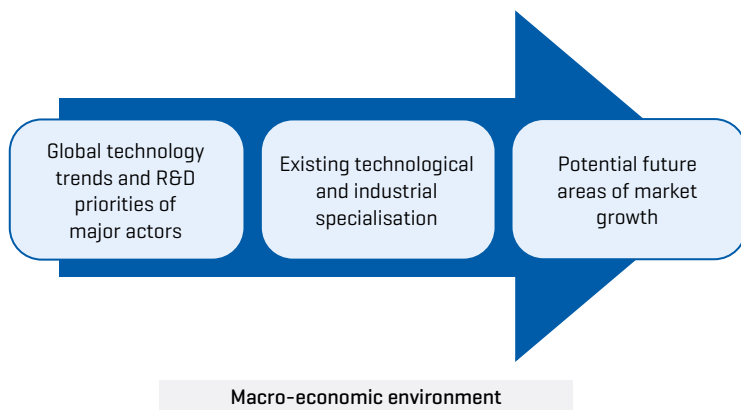 Global technology
trends and R&D
priorities of
major actors
Existing technological
and industrial
specialisation
Potential future
areas of market
growth
Macro-economic environment